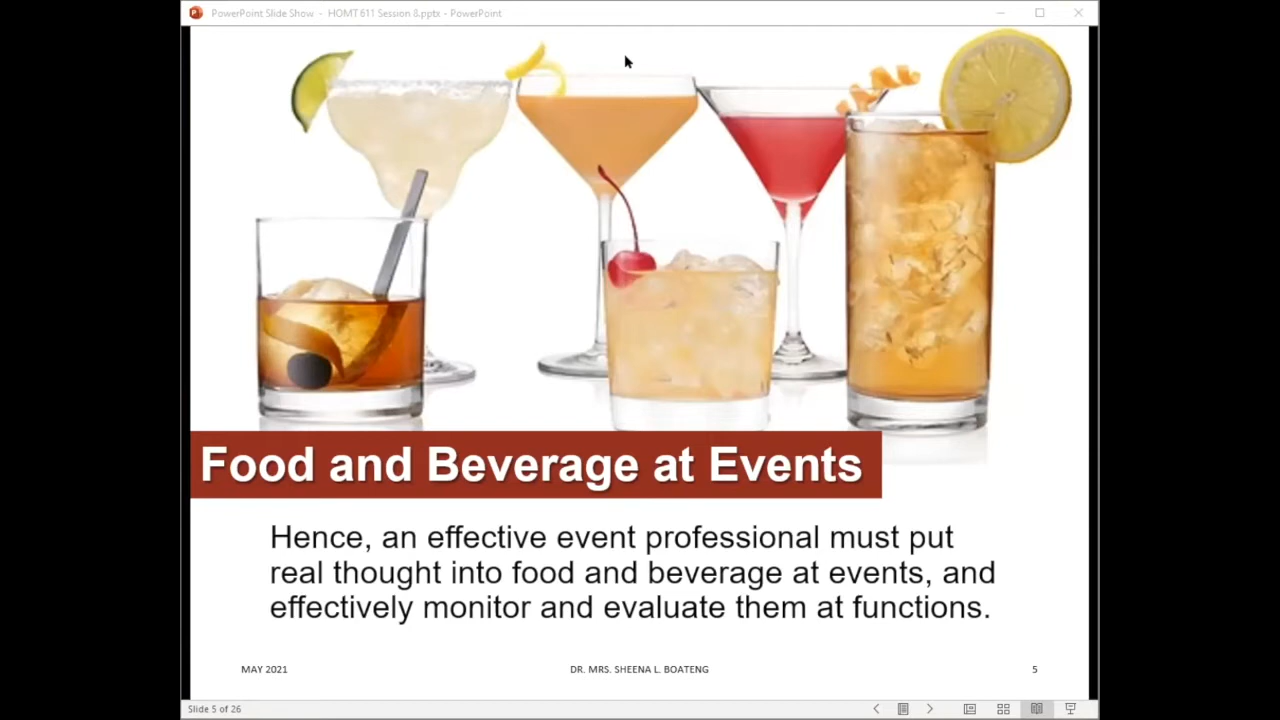 PowerPoint Slide Show - HOMT 611 Session 8.pptx - PowerPoint
Food and Beverage at Events
Hence, an effective event professional must put
real thought into food and beverage at events, and
effectively monitor and evaluate them at functions.
MAY 2021
DR. MRS. SHEENA L. BOATENG
5
Slide 5 of 26